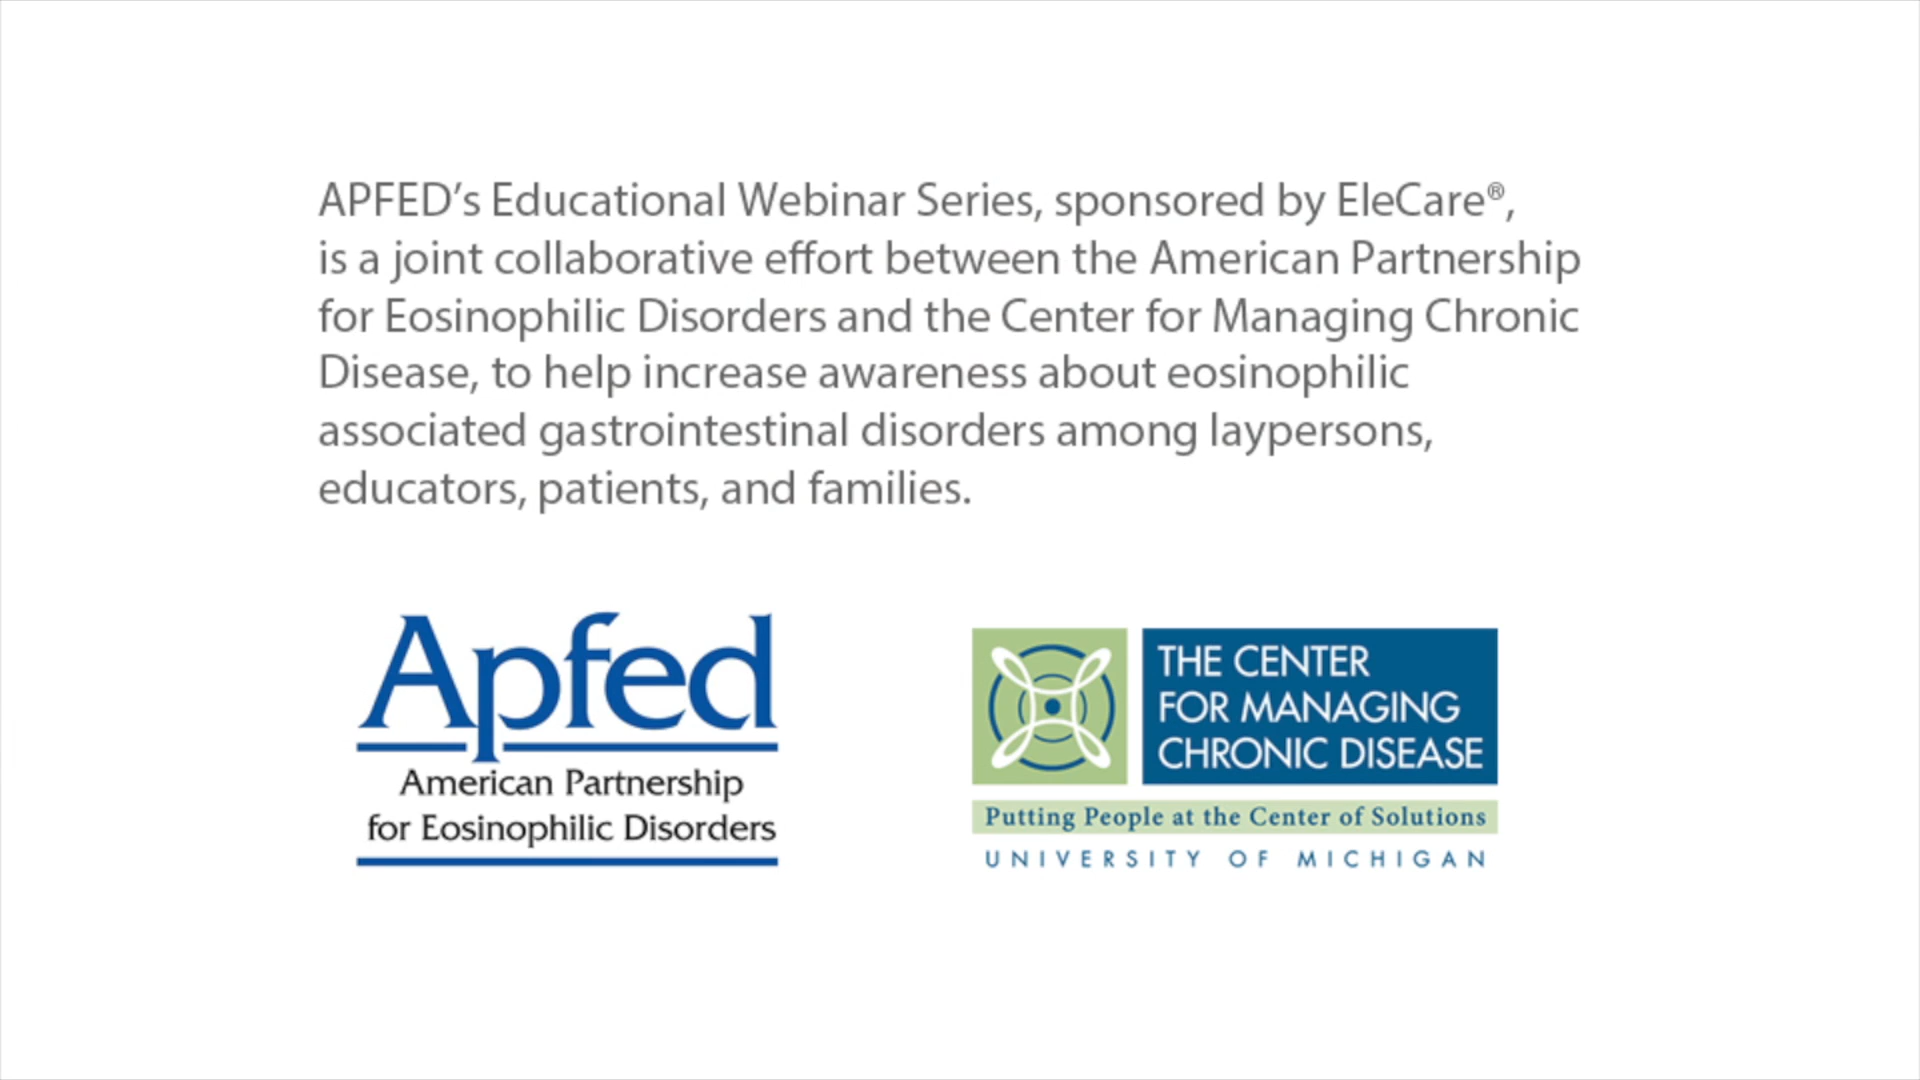 APFED’s Educational Webinar Series, sponsored by EleCare®,
is a joint collaborative effort between the American Partnership
for Eosinophilic Disorders and the Center for Managing Chronic
Disease, to help increase awareness about eosinophilic
associated gastrointestinal disorders among laypersons,
educators, patients, and families.
Apfed
American Partnership
for Eosinophilic Disorders
THE CENTER
FOR MANAGING
CHRONIC DISEASE
Putting People at the Center of Solutions
UNIVERSITY OF MICHIGAN